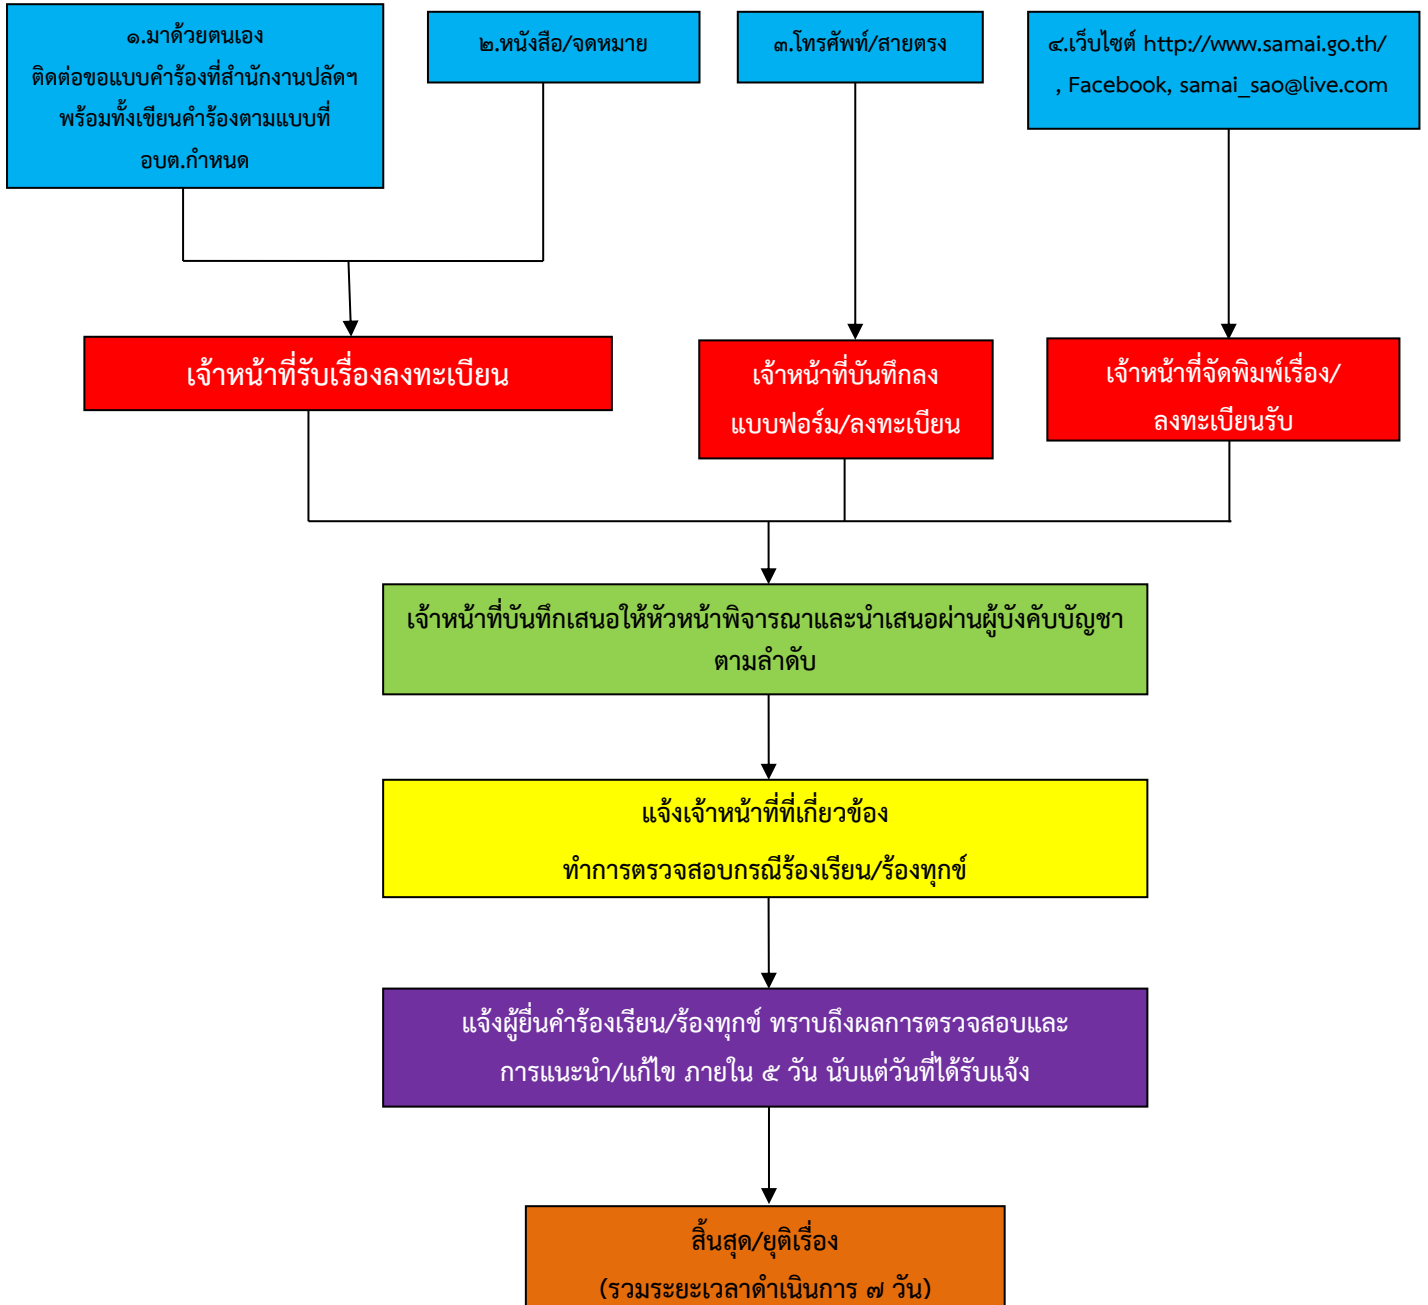 ๑.มาด้วยตนเอง
ติดต่อขอแบบคำร้องที่สำนักงานปลัดฯ
พร้อมทั้งเขียนคำร้องตามแบบที่
อบต.กำหนด
๒.หนังสือ/จดหมาย
๓.โทรศัพท์/สายตรง
๔.เว็บไซต์ http://www.samai.go.th/
, Facebook, samai_sao@live.com
เจ้าหน้าที่รับเรื่องลงทะเบียน
เจ้าหน้าที่บันทึกลง
แบบฟอร์ม/ลงทะเบียน
เจ้าหน้าที่จัดพิมพ์เรื่อง/
ลงทะเบียนรับ
เจ้าหน้าที่บันทึกเสนอให้หัวหน้าพิจารณาและนำเสนอผ่านผู้บังคับบัญชา
ตามลำดับ
แจ้งเจ้าหน้าที่ที่เกี่ยวข้อง
ทำการตรวจสอบกรณีร้องเรียน/ร้องทุกข์
แจ้งผู้ยื่นคำร้องเรียน/ร้องทุกข์ ทราบถึงผลการตรวจสอบและ
การแนะนำ/แก้ไข ภายใน ๕ วัน นับแต่วันที่ได้รับแจ้ง
สิ้นสุด/ยุติเรื่อง
(รวมระยะเวลาดำเนินการ ๗ วัน)